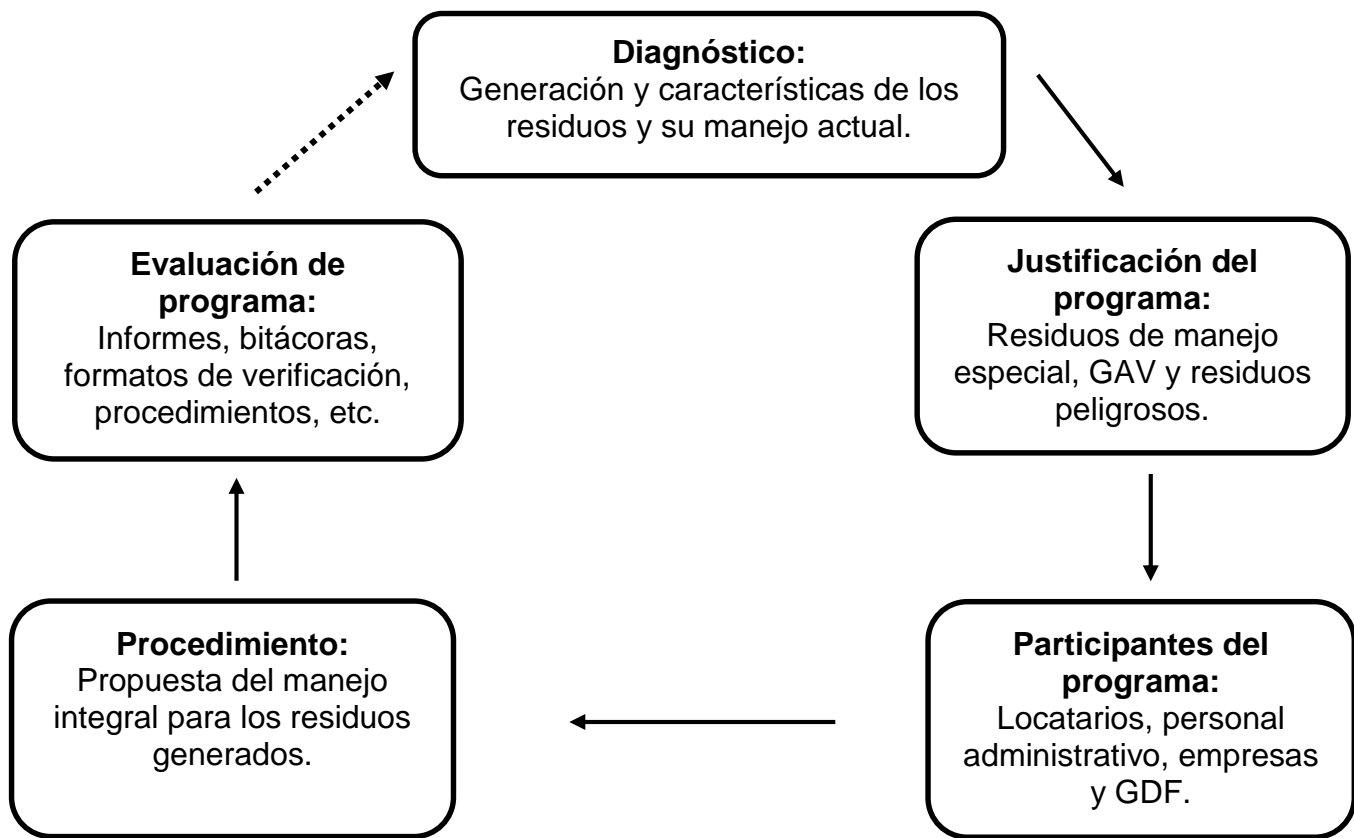 Diagnóstico:
Generación y características de los
residuos y su manejo actual.
Justificación del
programa:
Residuos de manejo
especial, GAV y residuos
peligrosos.
Participantes del
programa:
Locatarios, personal
administrativo, empresas
y GDF.
Procedimiento:
Propuesta del manejo
integral para los residuos
generados.
Evaluación de
programa:
Informes, bitácoras,
formatos de verificación,
procedimientos, etc.